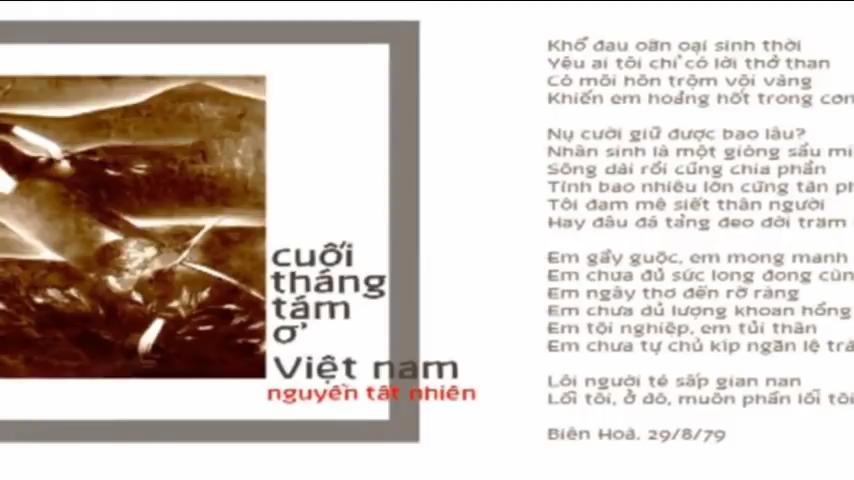 cuối
tháng
tám
ở
Việt nam
nguyễn tất nhiên
Khổ đau oằn oại sinh thời
Yêu ai tôi chỉ có lời thở than
Có môi hôn trộm vội vàng
Khiến em hoảng hốt trong cơn
Nụ cười giữ được bao lâu?
Nhân sinh là một giòng sầu
Sông dài rồi cũng chia phần
Tình bao nhiêu lớn cũng tàn
Tôi đam mê siết thân người
Hay đâu đá tảng đeo đời trăm
Em gầy guộc, em mong manh
Em chưa đủ sức long đong
Em ngây thơ đến rỡ ràng
Em chưa đủ lượng khoan hồng
Em tội nghiệp, em tủi thân
Em chưa tự chủ kịp ngăn lệ
Lôi người té sấp gian nan
Lỗi tôi, ở đó, muôn phần lỗi tôi
Biên Hoà. 29/8/79